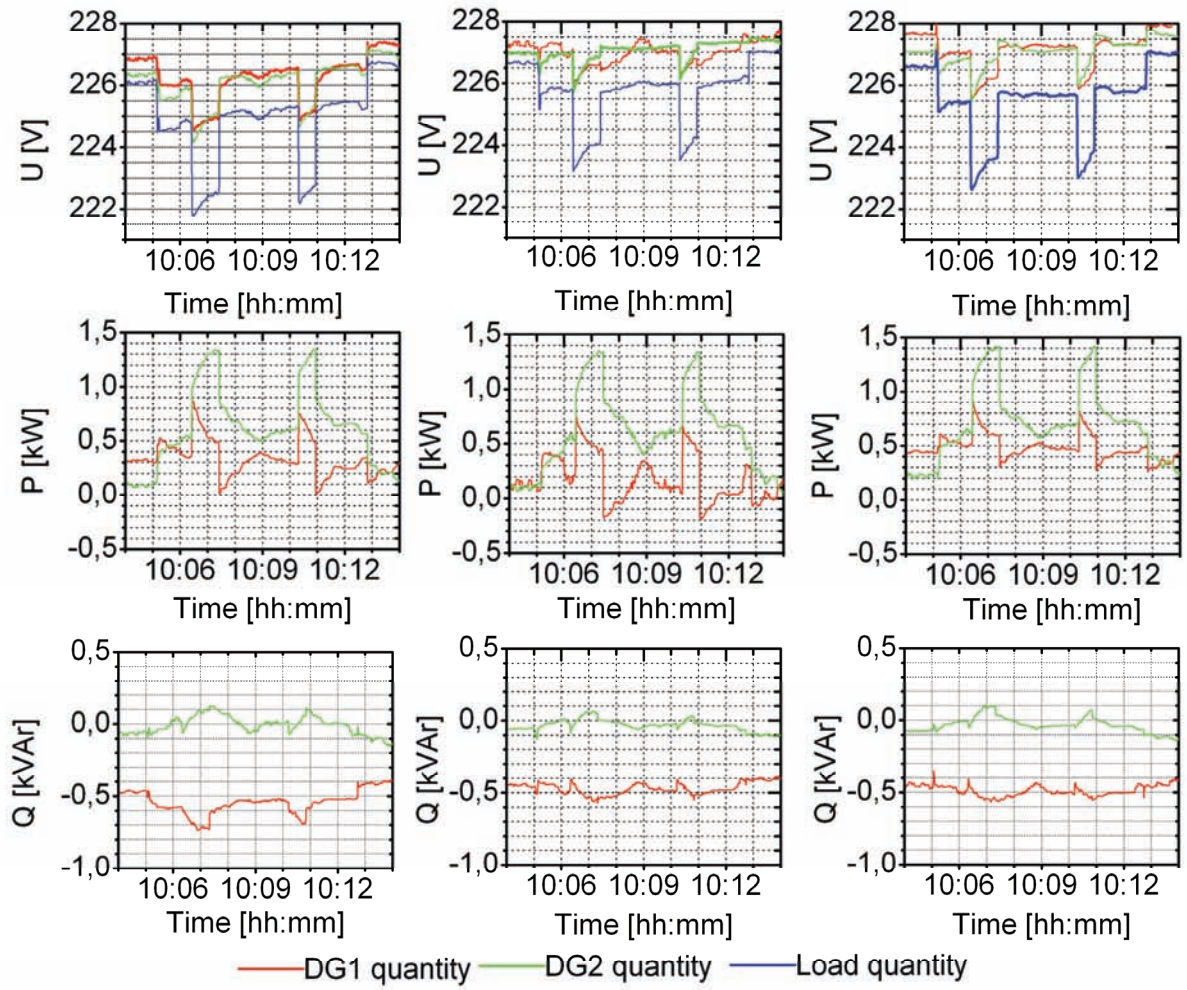 228 226 224 222
U [V]
10:06 10:09 10:12
Time [hh:mm]
228 226 224 222
U [V]
10:06 10:09 10:12
Time [hh:mm]
228 226 224 222
U [V]
10:06 10:09 10:12
Time [hh:mm]
1,5 1,0 0,5 0,0 -0,5
P [kW]
10:06 10:09 10:12
Time [hh:mm]
1,5 1,0 0,5 0,0 -0,5
P [kW]
10:06 10:09 10:12
Time [hh:mm]
1,5 1,0 0,5 0,0 -0,5
P [kW]
10:06 10:09 10:12
Time [hh:mm]
0,5 0,0 -0,5 -1,0
Q [kVAr]
10:06 10:09 10:12
Time [hh:mm]
0,5 0,0 -0,5 -1,0
Q [kVAr]
10:06 10:09 10:12
Time [hh:mm]
0,5 0,0 -0,5 -1,0
Q [kVAr]
10:06 10:09 10:12
Time [hh:mm]
DG1 quantity DG2 quantity Load quantity